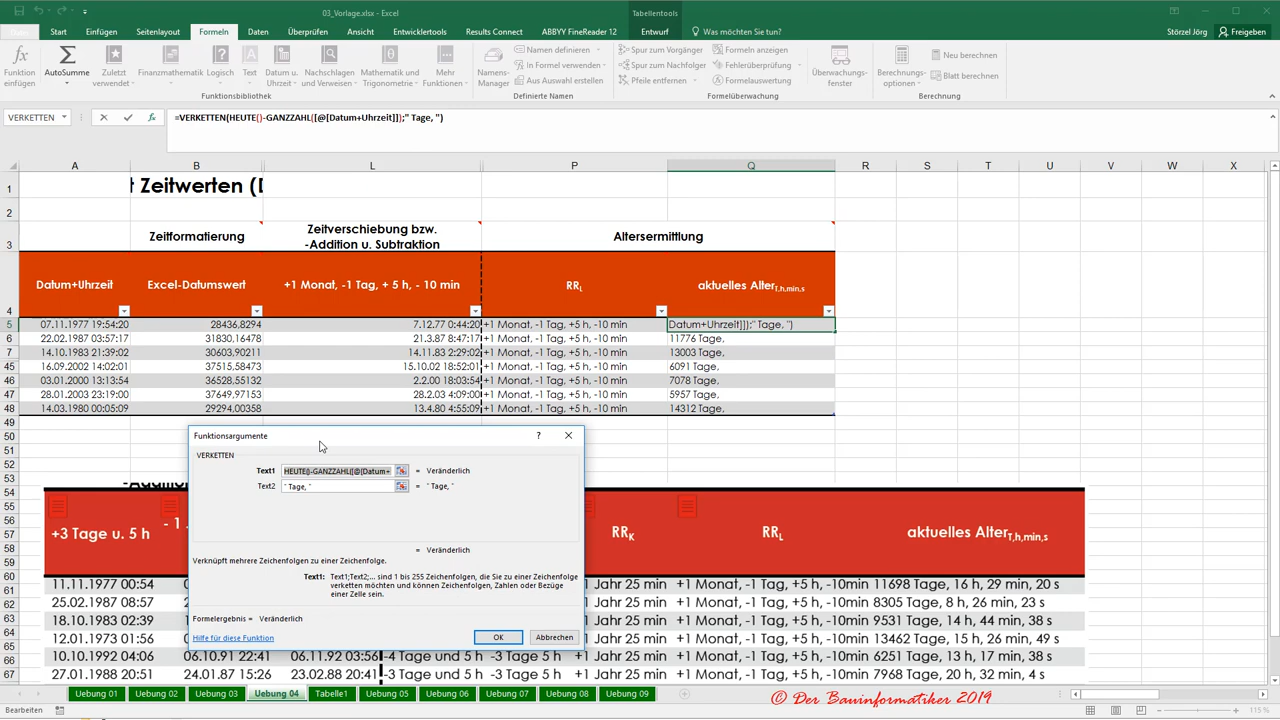 03_Vorlage.xlsx - Excel
Tabellentools
Start Einfügen Seitenlayout Formeln Daten Überprüfen Ansicht Entwicklertools Results Connect ABBYY FineReader 12 Entwurf Was möchten Sie tun? Störzel Jörg Freigeben
Funktion einfügen
AutoSumme
Zuletzt verwendet
Finanzmathematik
Logisch
Text
Datum u. Uhrzeit
Nachschlagen und Verweisen
Mathematik und Trigonometrie
Mehr Funktionen
Funktionsbibliothek
Namens-Manager
Namen definieren
In Formel verwenden
Aus Auswahl erstellen
Definierte Namen
Spur zum Vorgänger
Spur zum Nachfolger
Pfeile entfernen
Formeln anzeigen
Fehlerüberprüfung
Formelauswertung
Formelüberwachung
Überwachungsfenster
Berechnungsoptionen
Neu berechnen
Blatt berechnen
Berechnung
VERKETTEN
=VERKETTEN(HEUTE()-GANZZAHL([@[Datum+Uhrzeit]]);" Tage, ")
A B L P Q R S T U V W X
1 t Zeitwerten (D
2
3 Zeitformatierung Zeitverschiebung bzw. -Addition u. Subtraktion Altersermittlung
4 Datum+Uhrzeit Excel-Datumswert +1 Monat, -1 Tag, + 5 h, - 10 min RRL aktuelles AlterT,h,min,s
5 07.11.1977 19:54:20 28436,8294 7.12.77 0:44:20 +1 Monat, -1 Tag, +5 h, -10 min Datum+Uhrzeit]]);" Tage, ")
6 22.02.1987 03:57:17 31830,16478 21.3.87 8:47:17 +1 Monat, -1 Tag, +5 h, -10 min 11776 Tage,
7 14.10.1983 21:39:02 30603,90211 14.11.83 2:29:02 +1 Monat, -1 Tag, +5 h, -10 min 13003 Tage,
45 16.09.2002 14:02:01 37515,58473 15.10.02 18:52:01 +1 Monat, -1 Tag, +5 h, -10 min 6091 Tage,
46 03.01.2000 13:13:54 36528,55132 2.2.00 18:03:54 +1 Monat, -1 Tag, +5 h, -10 min 7078 Tage,
47 28.01.2003 23:19:00 37649,97153 28.2.03 4:09:00 +1 Monat, -1 Tag, +5 h, -10 min 5957 Tage,
48 14.03.1980 00:05:09 29294,00358 13.4.80 4:55:09 +1 Monat, -1 Tag, +5 h, -10 min 14312 Tage,
49
50
51
52
53
54
55
56
57
58
59
60
61
62
63
64
65
66
67
Funktionsargumente ?
VERKETTEN
Text1 HEUTE()-GANZZAHL([@[Datum+ = Veränderlich
Text2 " Tage, " = " Tage, "
= Veränderlich
Verknüpft mehrere Zeichenfolgen zu einer Zeichenfolge.
Text1: Text1;Text2;... sind 1 bis 255 Zeichenfolgen, die Sie zu einer Zeichenfolge
verketten möchten und können Zeichenfolgen, Zahlen oder Bezüge
einer Zelle sein.
Formelergebnis = Veränderlich
Hilfe für diese Funktion OK Abbrechen
+3 Tage u. 5 h - 1 RRK RRL aktuelles AlterT,h,min,s
11.11.1977 00:54 1 Jahr 25 min +1 Monat, -1 Tag, +5 h, -10min 11698 Tage, 16 h, 29 min, 20 s
25.02.1987 08:57 1 Jahr 25 min +1 Monat, -1 Tag, +5 h, -10min 8305 Tage, 8 h, 26 min, 23 s
18.10.1983 02:39 1 Jahr 25 min +1 Monat, -1 Tag, +5 h, -10min 9531 Tage, 14 h, 44 min, 38 s
12.01.1973 01:56 1 Jahr 25 min +1 Monat, -1 Tag, +5 h, -10min 13462 Tage, 15 h, 26 min, 49 s
10.10.1992 04:06 06.10.91 22:41 06.11.92 03:56 -4 Tage und 5 h -3 Tage 5 h -1 Jahr 25 min +1 Monat, -1 Tag, +5 h, -10min 6251 Tage, 13 h, 17 min, 38 s
27.01.1988 20:51 24.01.87 15:26 23.02.88 20:41 -3 Tage und 5 h -3 Tage 5 h -1 Jahr 25 min +1 Monat, -1 Tag, +5 h, -10min 7968 Tage, 20 h, 32 min, 4 s
Uebung 01 Uebung 02 Uebung 03 Uebung 04 Tabelle1 Uebung 05 Uebung 06 Uebung 07 Uebung 08 Uebung 09
© Der Bauinformatiker 2019
Bearbeiten 115 %